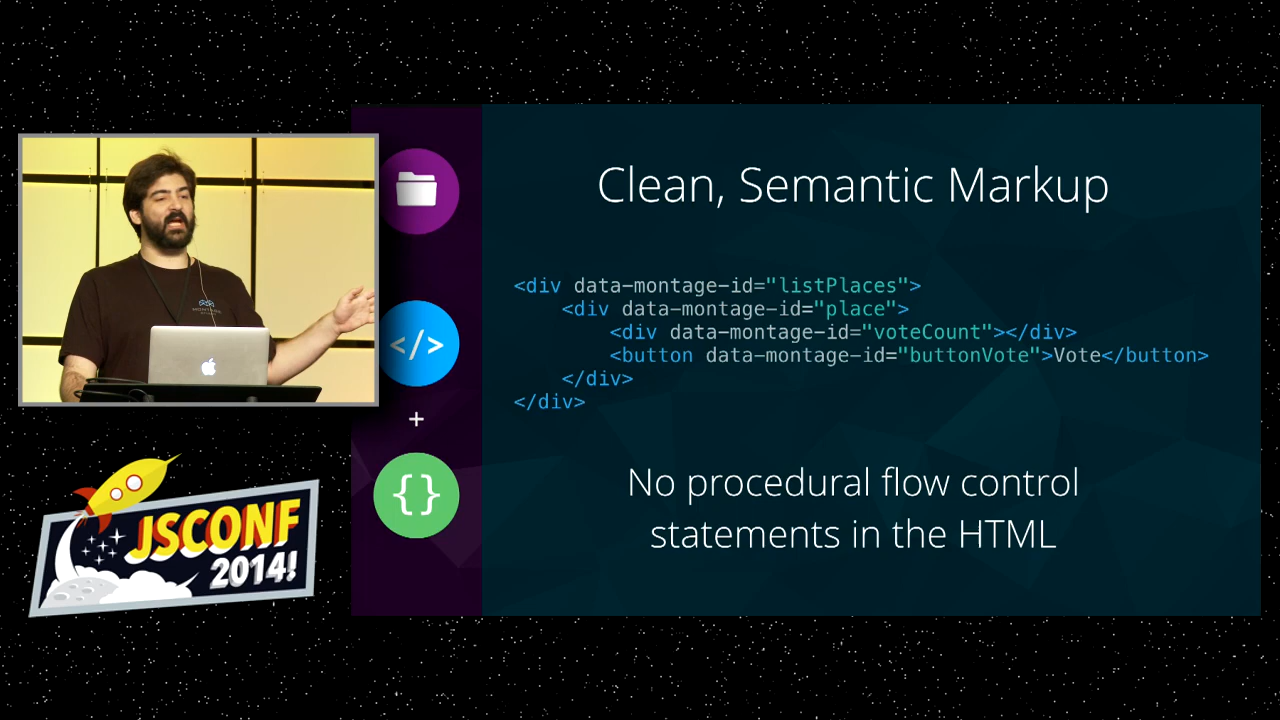 Clean, Semantic Markup
<div data-montage-id="listPlaces">
    <div data-montage-id="place">
        <div data-montage-id="voteCount"></div>
        <button data-montage-id="buttonVote">Vote</button>
    </div>
</div>
No procedural flow control
statements in the HTML
</>
+
{}
MONTAGE
JSCONF
2014!